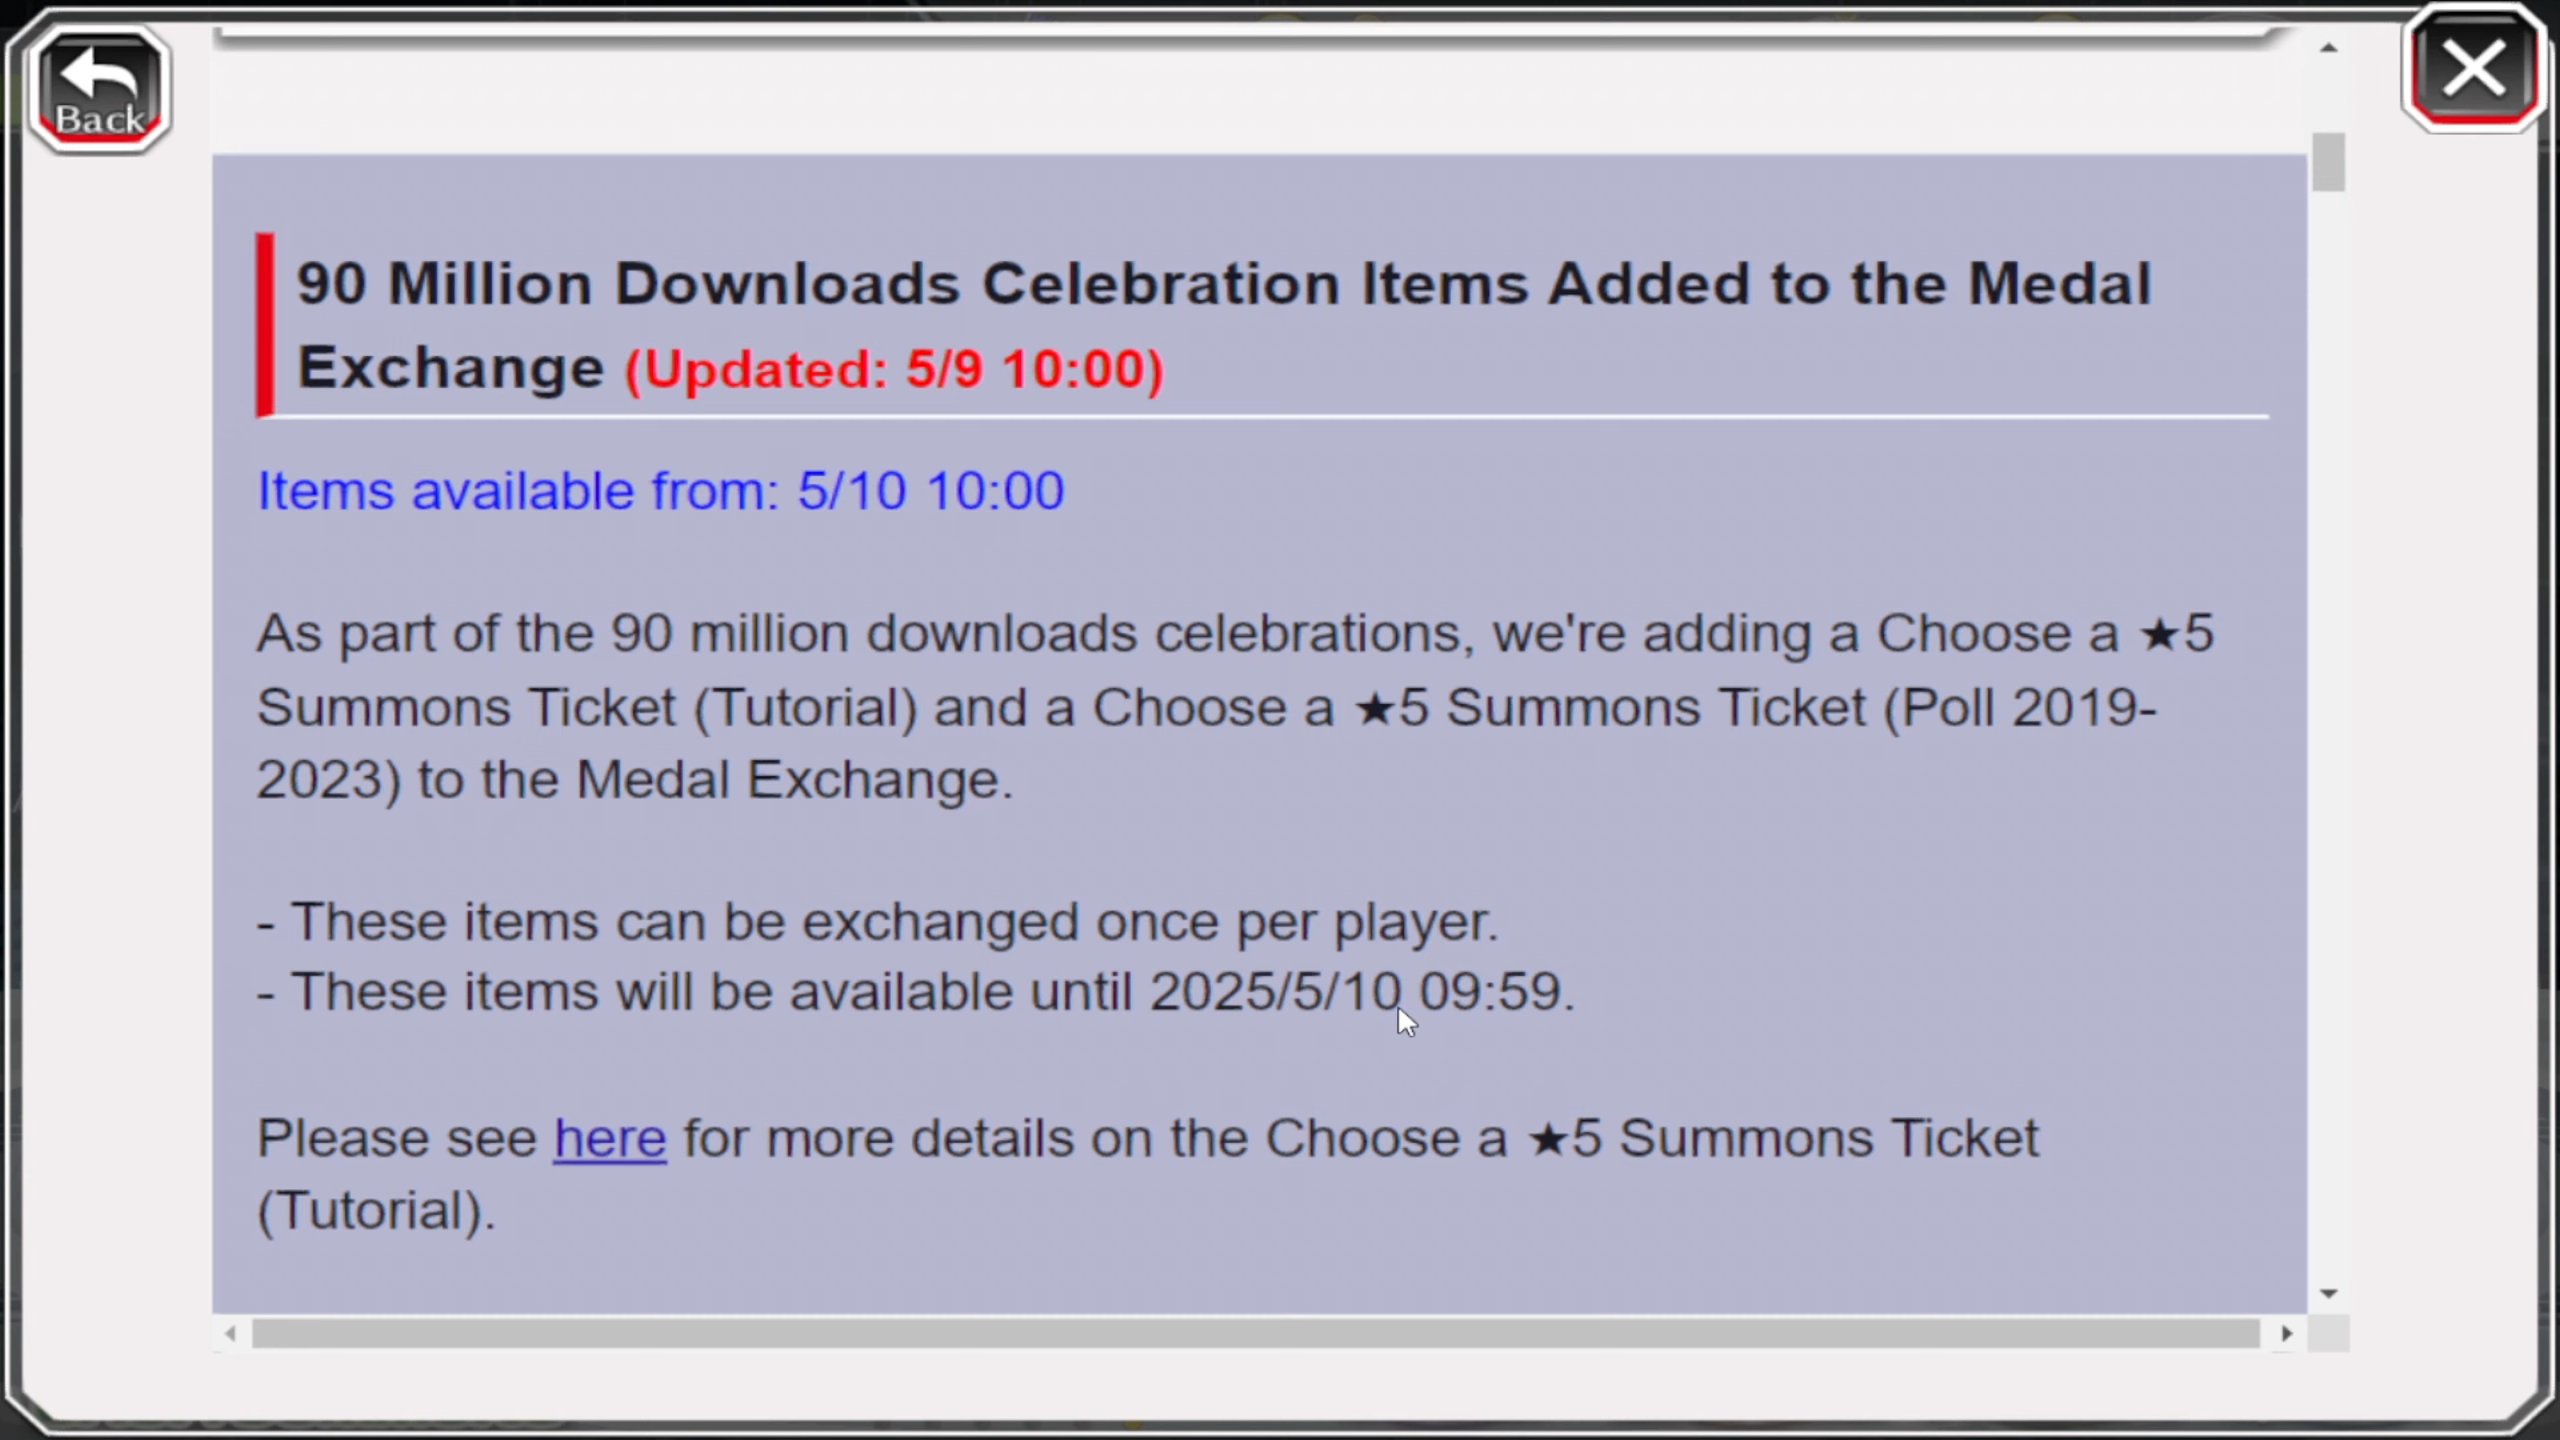 Back
90 Million Downloads Celebration Items Added to the Medal
Exchange (Updated: 5/9 10:00)
Items available from: 5/10 10:00
As part of the 90 million downloads celebrations, we're adding a Choose a ★5
Summons Ticket (Tutorial) and a Choose a ★5 Summons Ticket (Poll 2019-
2023) to the Medal Exchange.
- These items can be exchanged once per player.
- These items will be available until 2025/5/10 09:59.
Please see here for more details on the Choose a ★5 Summons Ticket
(Tutorial).